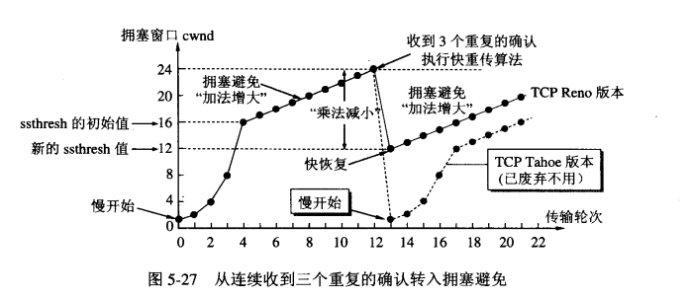 拥塞窗口 cwnd
收到 3 个重复的确认
执行快重传算法
24
20
16
12
8
4
0
拥塞避免
“加法增大”
“乘法减小”
拥塞避免
“加法增大”
TCP Reno 版本
ssthresh 的初始值
新的 ssthresh 值
快恢复
TCP Tahoe 版本
(已废弃不用)
慢开始
慢开始
传输轮次
0 2 4 6 8 10 12 14 16 18 20 22
图 5-27 从连续收到三个重复的确认转入拥塞避免